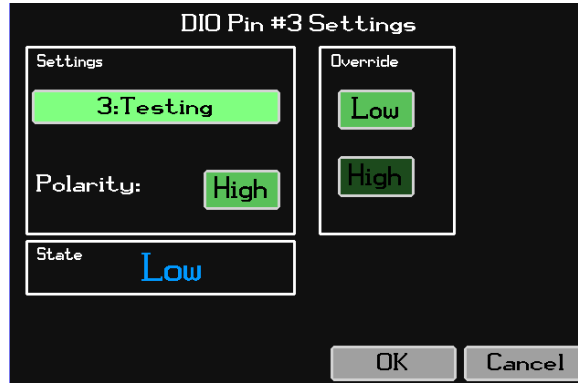 DIO Pin #3 Settings
Settings
3:Testing
Polarity:
High
Override
Low
High
State
Low
OK
Cancel